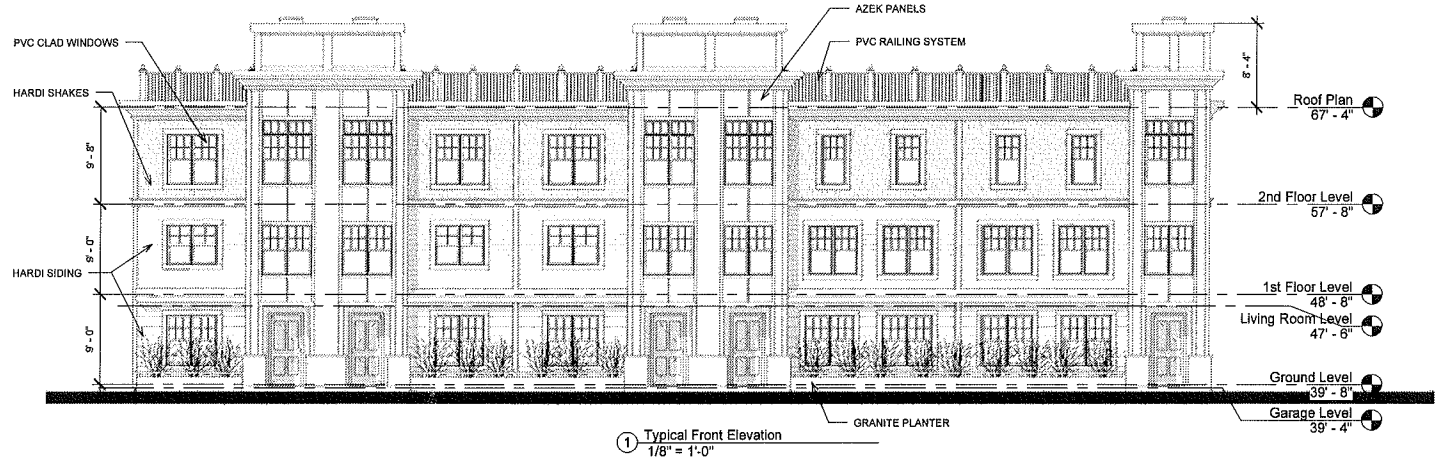 AZEK PANELS
PVC CLAD WINDOWS
PVC RAILING SYSTEM
HARDI SHAKES
8' - 4"
Roof Plan
67' - 4"
9' - 8"
2nd Floor Level
57' - 8"
9' - 0"
HARDI SIDING
1st Floor Level
48' - 8"
Living Room Level
47' - 6"
9' - 0"
Ground Level
39' - 8"
Garage Level
39' - 4"
GRANITE PLANTER
1 Typical Front Elevation
1/8" = 1'-0"